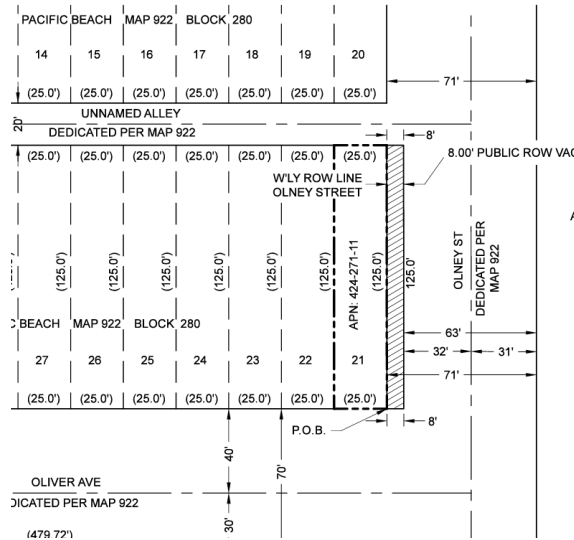 PACIFIC BEACH MAP 922 BLOCK 280
14 15 16 17 18 19 20
71'
(25.0') (25.0') (25.0') (25.0') (25.0') (25.0') (25.0')
UNNAMED ALLEY
20'
DEDICATED PER MAP 922
8'
(25.0') (25.0') (25.0') (25.0') (25.0') (25.0') (25.0')
8.00' PUBLIC ROW VAC
W'LY ROW LINE
OLNEY STREET
A
(125.0') (125.0') (125.0') (125.0') (125.0') (125.0')
APN: 424-271-11
(125.0')
125.0'
OLNEY ST
DEDICATED PER
MAP 922
C BEACH MAP 922 BLOCK 280
63'
32' 31'
27 26 25 24 23 22 21
71'
(25.0') (25.0') (25.0') (25.0') (25.0') (25.0') (25.0')
P.O.B.
8'
40'
70'
OLIVER AVE
DICATED PER MAP 922
30'
(479.72')